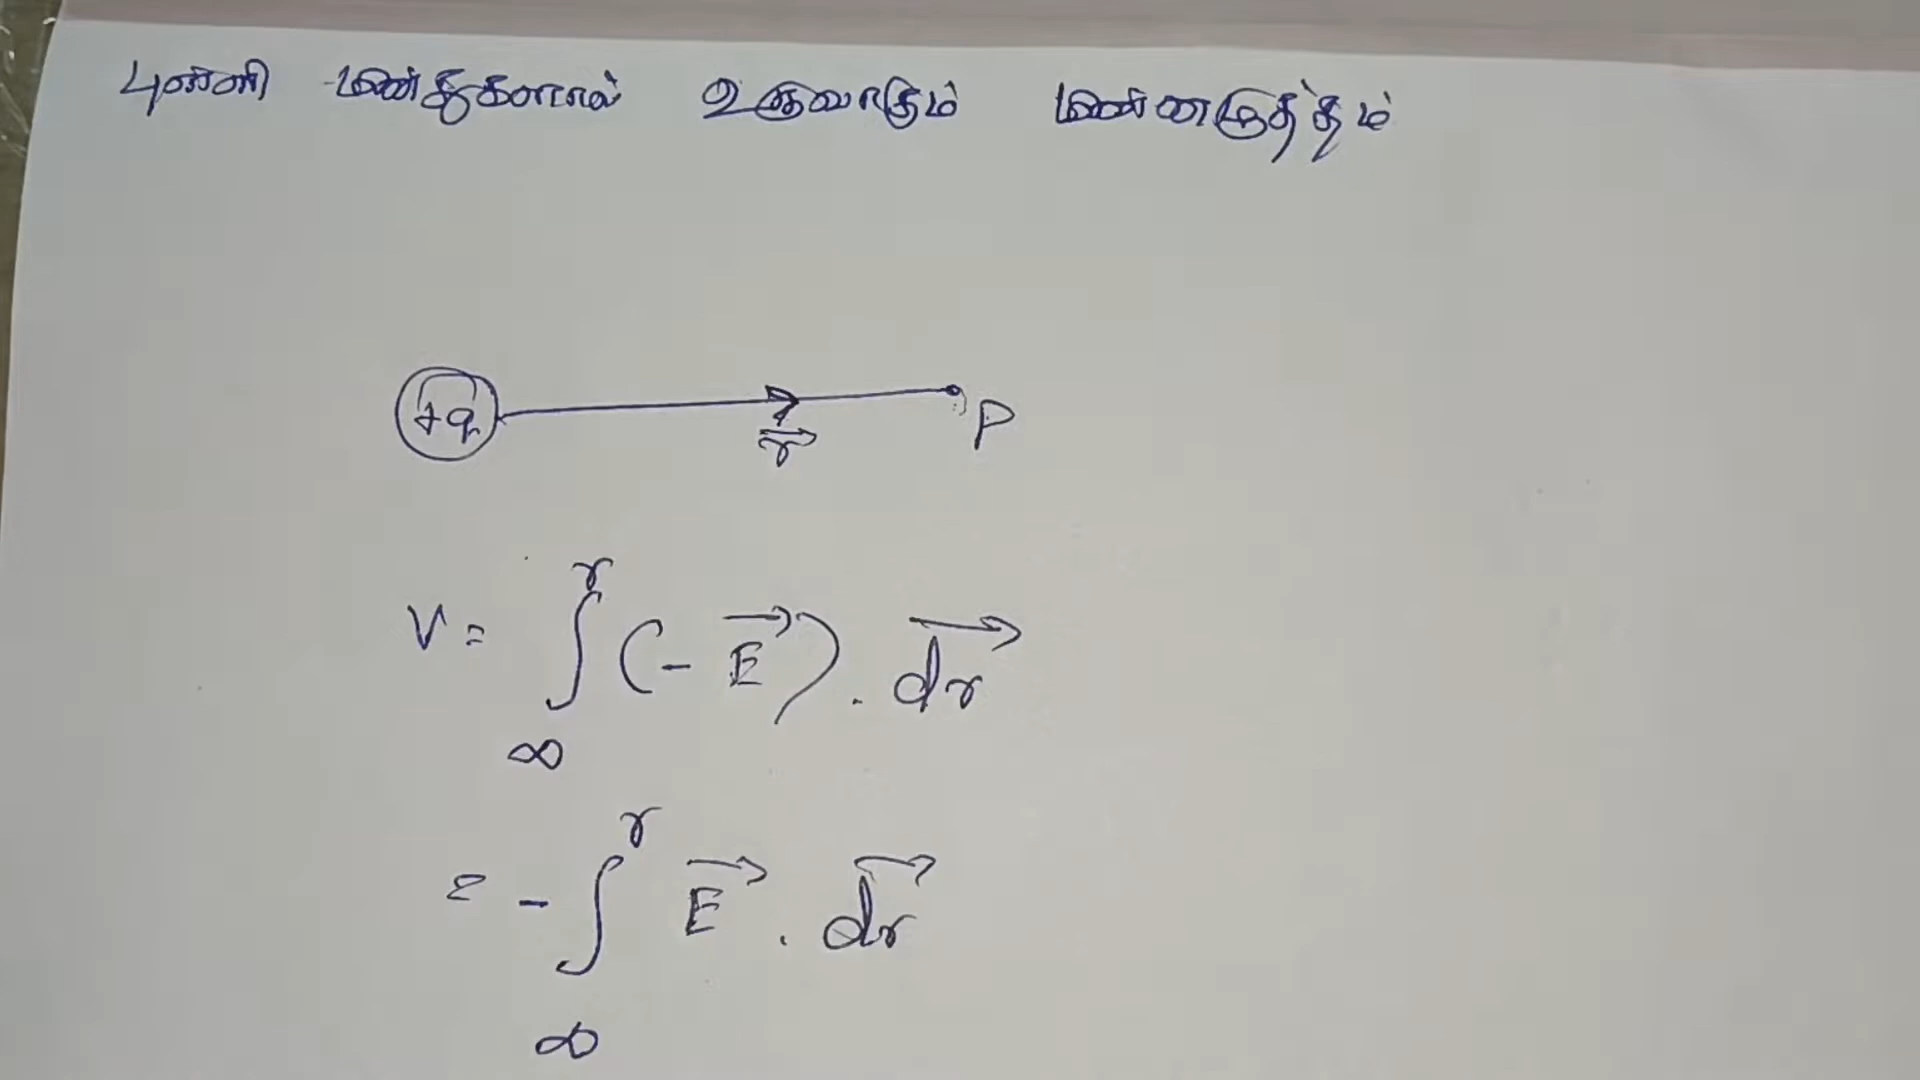 புள்ளி மின்துகளால் உருவாகும் மின்னழுத்தம்
+q
r⃗
P
V = ∫_∞^r (-E⃗) . dr⃗
= - ∫_∞^r E⃗ . dr⃗